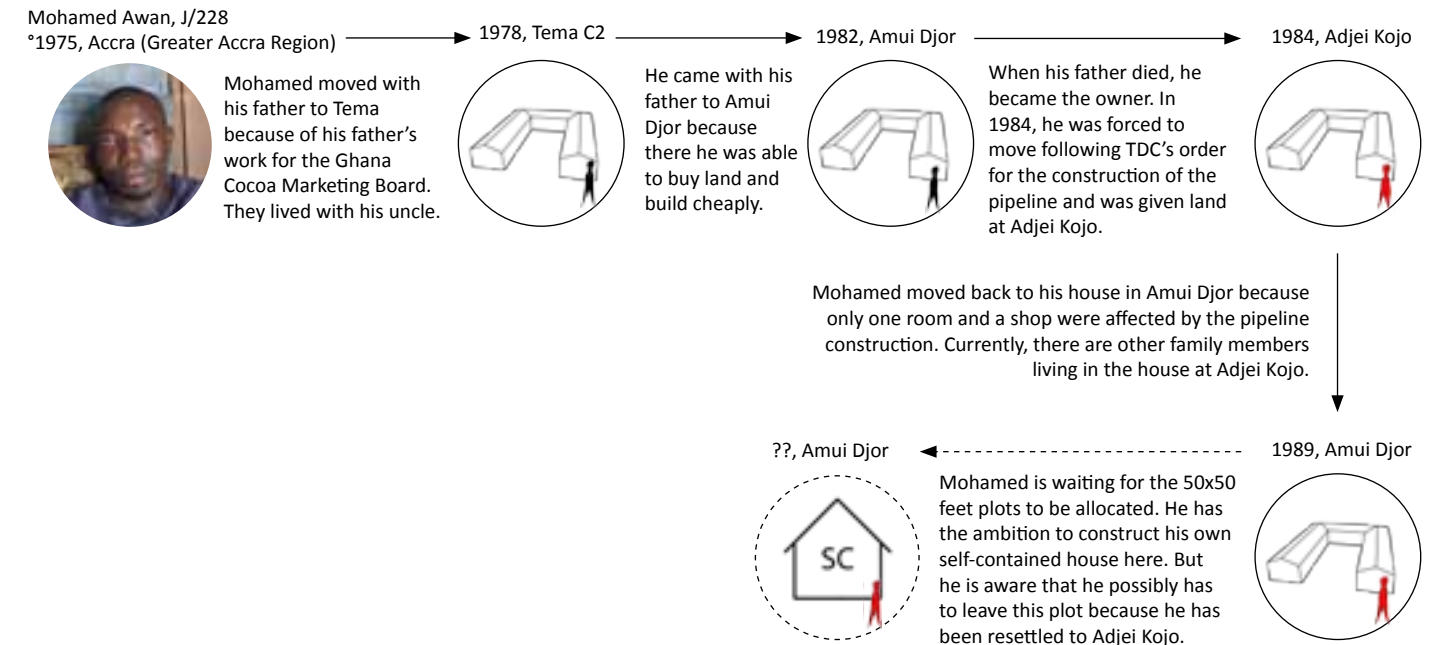 Mohamed Awan, J/228
°1975, Accra (Greater Accra Region)
Mohamed moved with
his father to Tema
because of his father's
work for the Ghana
Cocoa Marketing Board.
They lived with his uncle.
1978, Tema C2
He came with his
father to Amui
Djor because
there he was able
to buy land and
build cheaply.
1982, Amui Djor
When his father died, he
became the owner. In
1984, he was forced to
move following TDC's order
for the construction of the
pipeline and was given land
at Adjei Kojo.
1984, Adjei Kojo
Mohamed moved back to his house in Amui Djor because
only one room and a shop were affected by the pipeline
construction. Currently, there are other family members
living in the house at Adjei Kojo.
1989, Amui Djor
Mohamed is waiting for the 50x50
feet plots to be allocated. He has
the ambition to construct his own
self-contained house here. But
he is aware that he possibly has
to leave this plot because he has
been resettled to Adjei Kojo.
??, Amui Djor
SC